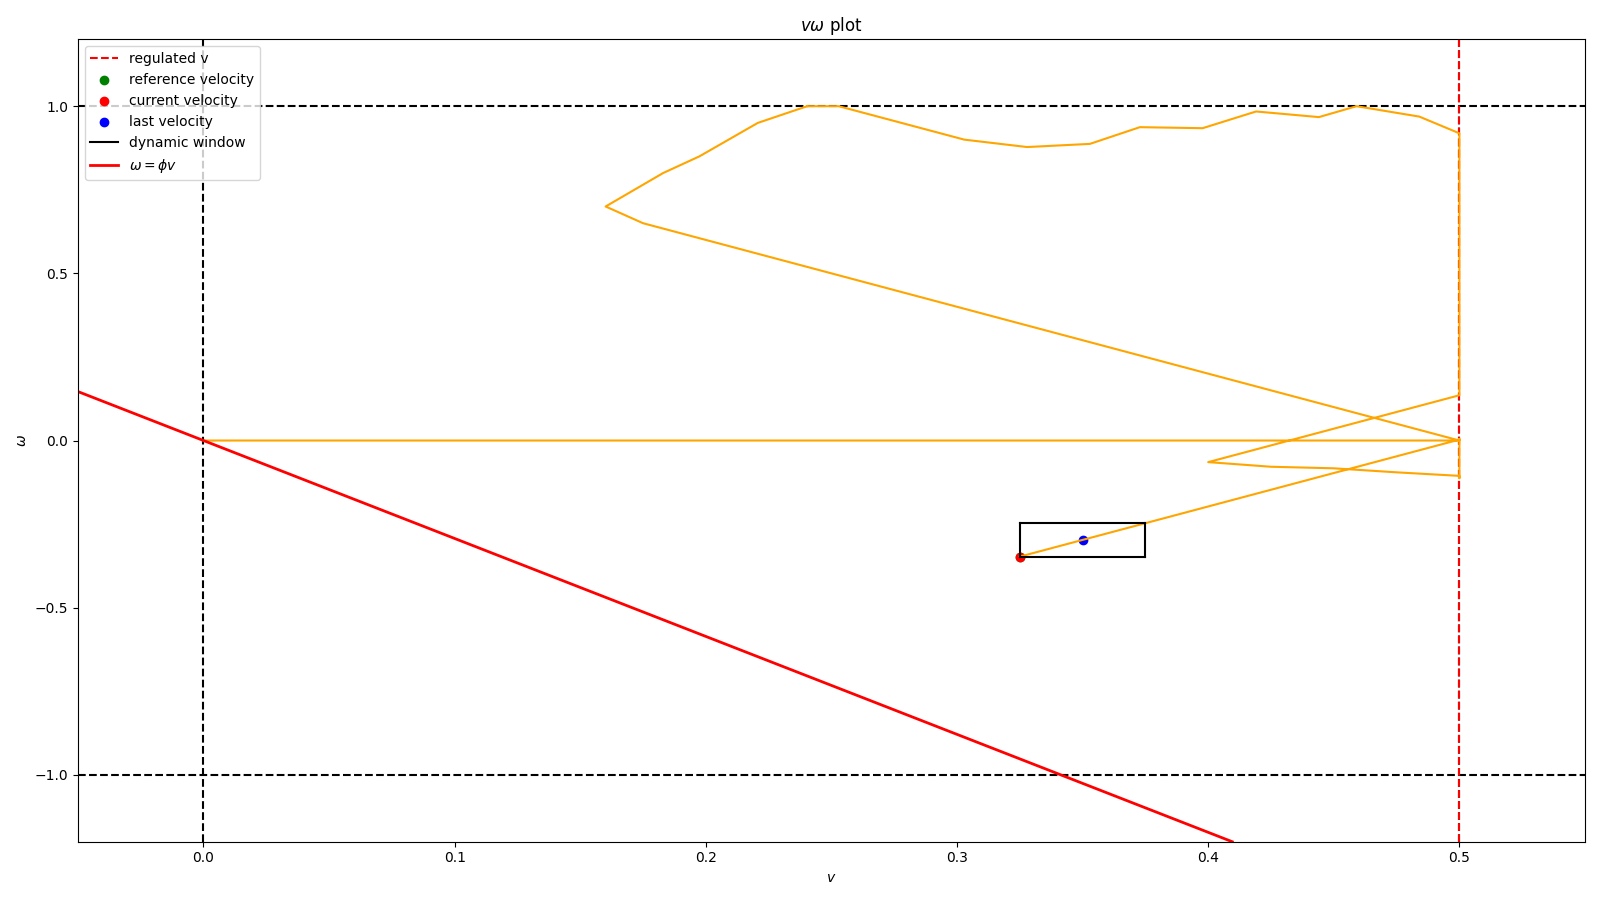 vω plot
regulated v
reference velocity
current velocity
last velocity
dynamic window
ω = ϕv
1.0
0.5
0.0
−0.5
−1.0
ω
0.0 0.1 0.2 0.3 0.4 0.5
v